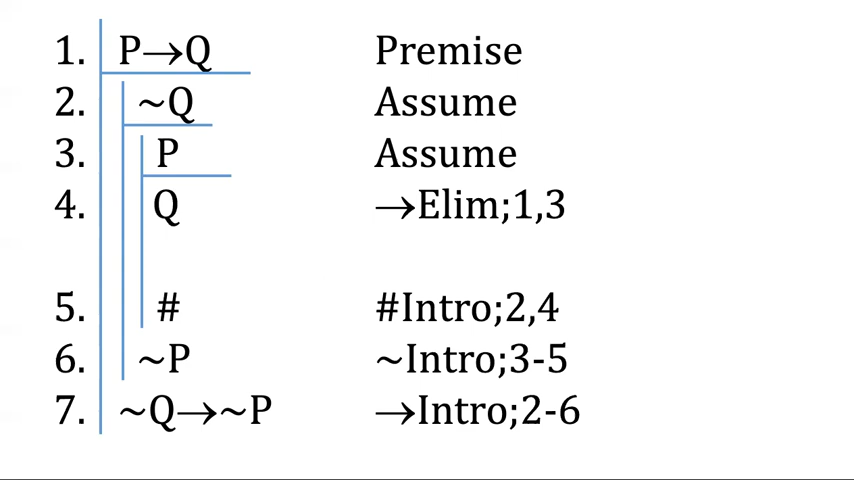 1. P→Q Premise
2. ~Q Assume
3. P Assume
4. Q →Elim;1,3
5. # #Intro;2,4
6. ~P ~Intro;3-5
7. ~Q→~P →Intro;2-6